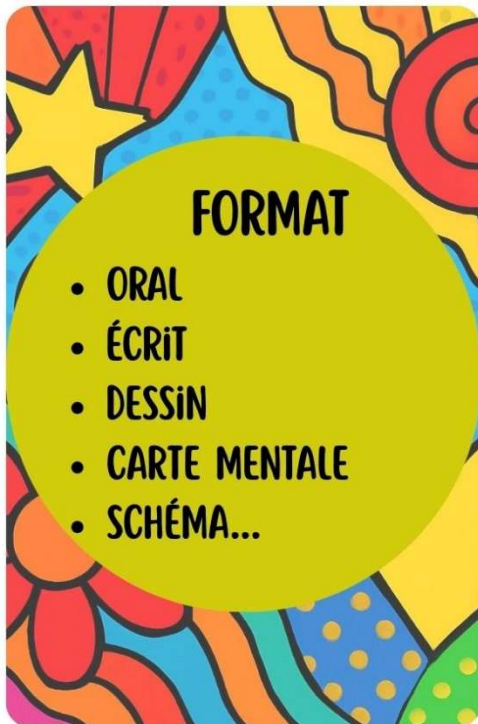 FORMAT
• ORAL
• ÉCRiT
• DESSiN
• CARTE MENTALE
• SCHÉMA...